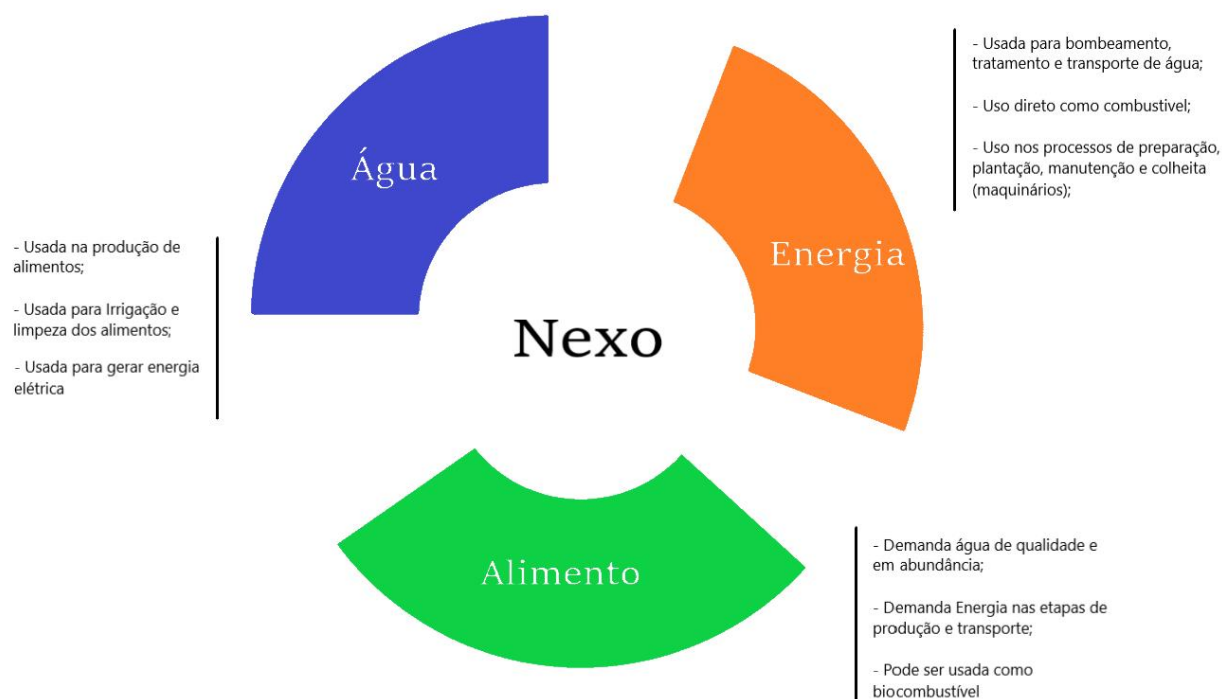 Água
- Usada na produção de
alimentos;
- Usada para Irrigação e
limpeza dos alimentos;
- Usada para gerar energia
elétrica
Nexo
Energia
- Usada para bombeamento,
tratamento e transporte de água;
- Uso direto como combustivel;
- Uso nos processos de preparação,
plantação, manutenção e colheita
(maquinários);
Alimento
- Demanda água de qualidade e
em abundância;
- Demanda Energia nas etapas de
produção e transporte;
- Pode ser usada como
biocombustível